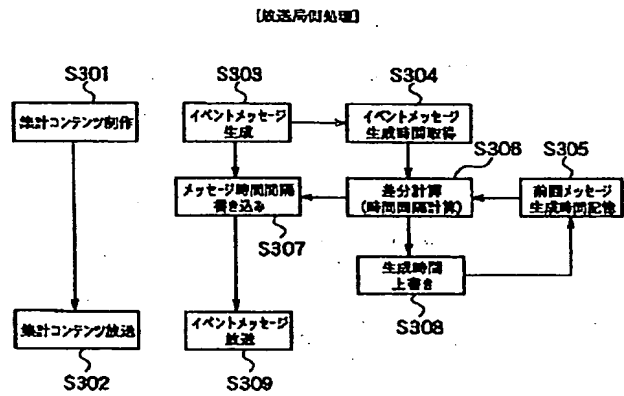 [放送局側処理]
S301
集計コンテンツ制作
S303
イベントメッセージ
生成
S304
イベントメッセージ
生成時間取得
S305
前回メッセージ
生成時間記憶
S306
差分計算
(時間間隔計算)
メッセージ時間間隔
書き込み
S307
生成時間
上書き
S308
集計コンテンツ放送
S302
イベントメッセージ
放送
S309